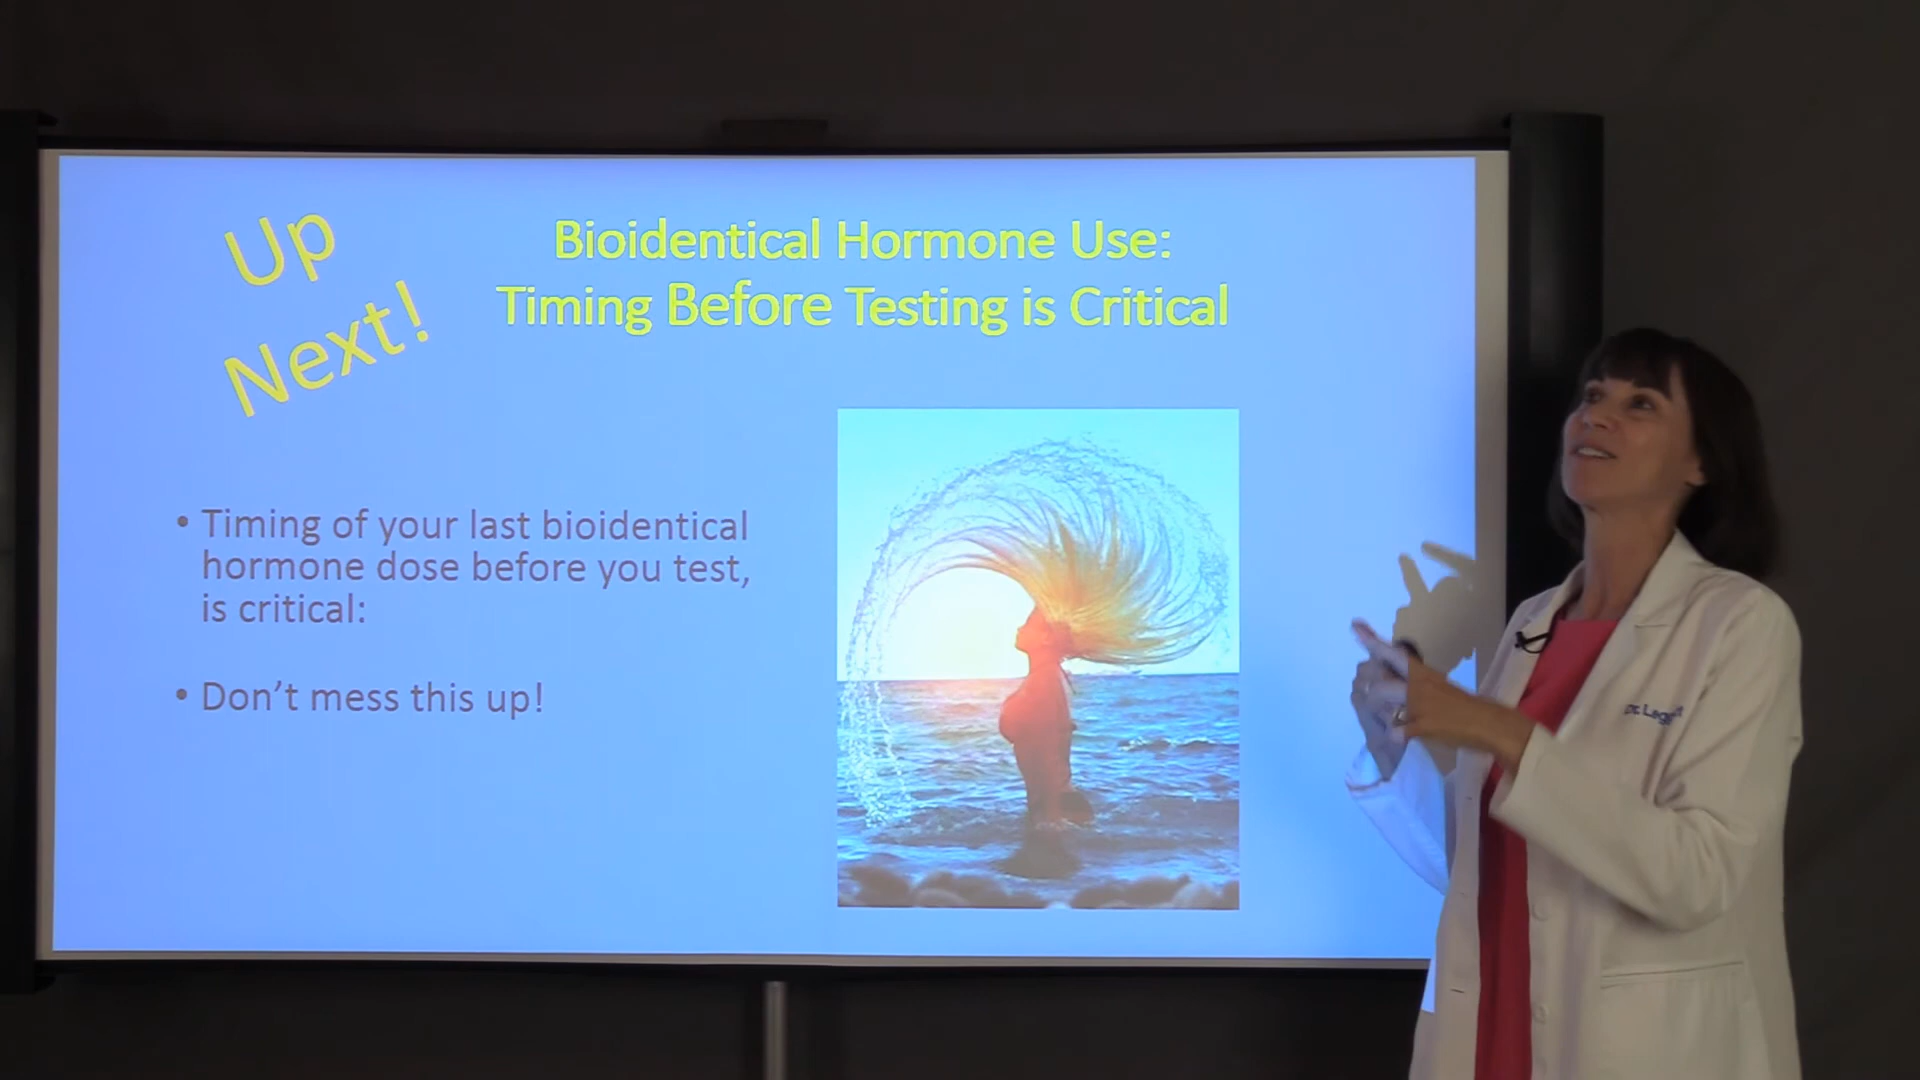 Up
Next!
Bioidentical Hormone Use:
Timing Before Testing is Critical
• Timing of your last bioidentical
hormone dose before you test,
is critical:
• Don't mess this up!
Dr.